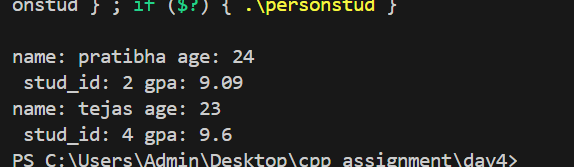 onstud } ; if ($?) { .\personstud }
name: pratibha age: 24
stud_id: 2 gpa: 9.09
name: tejas age: 23
stud_id: 4 gpa: 9.6
PS C:\Users\Admin\Desktop\cpp assignment\day4>